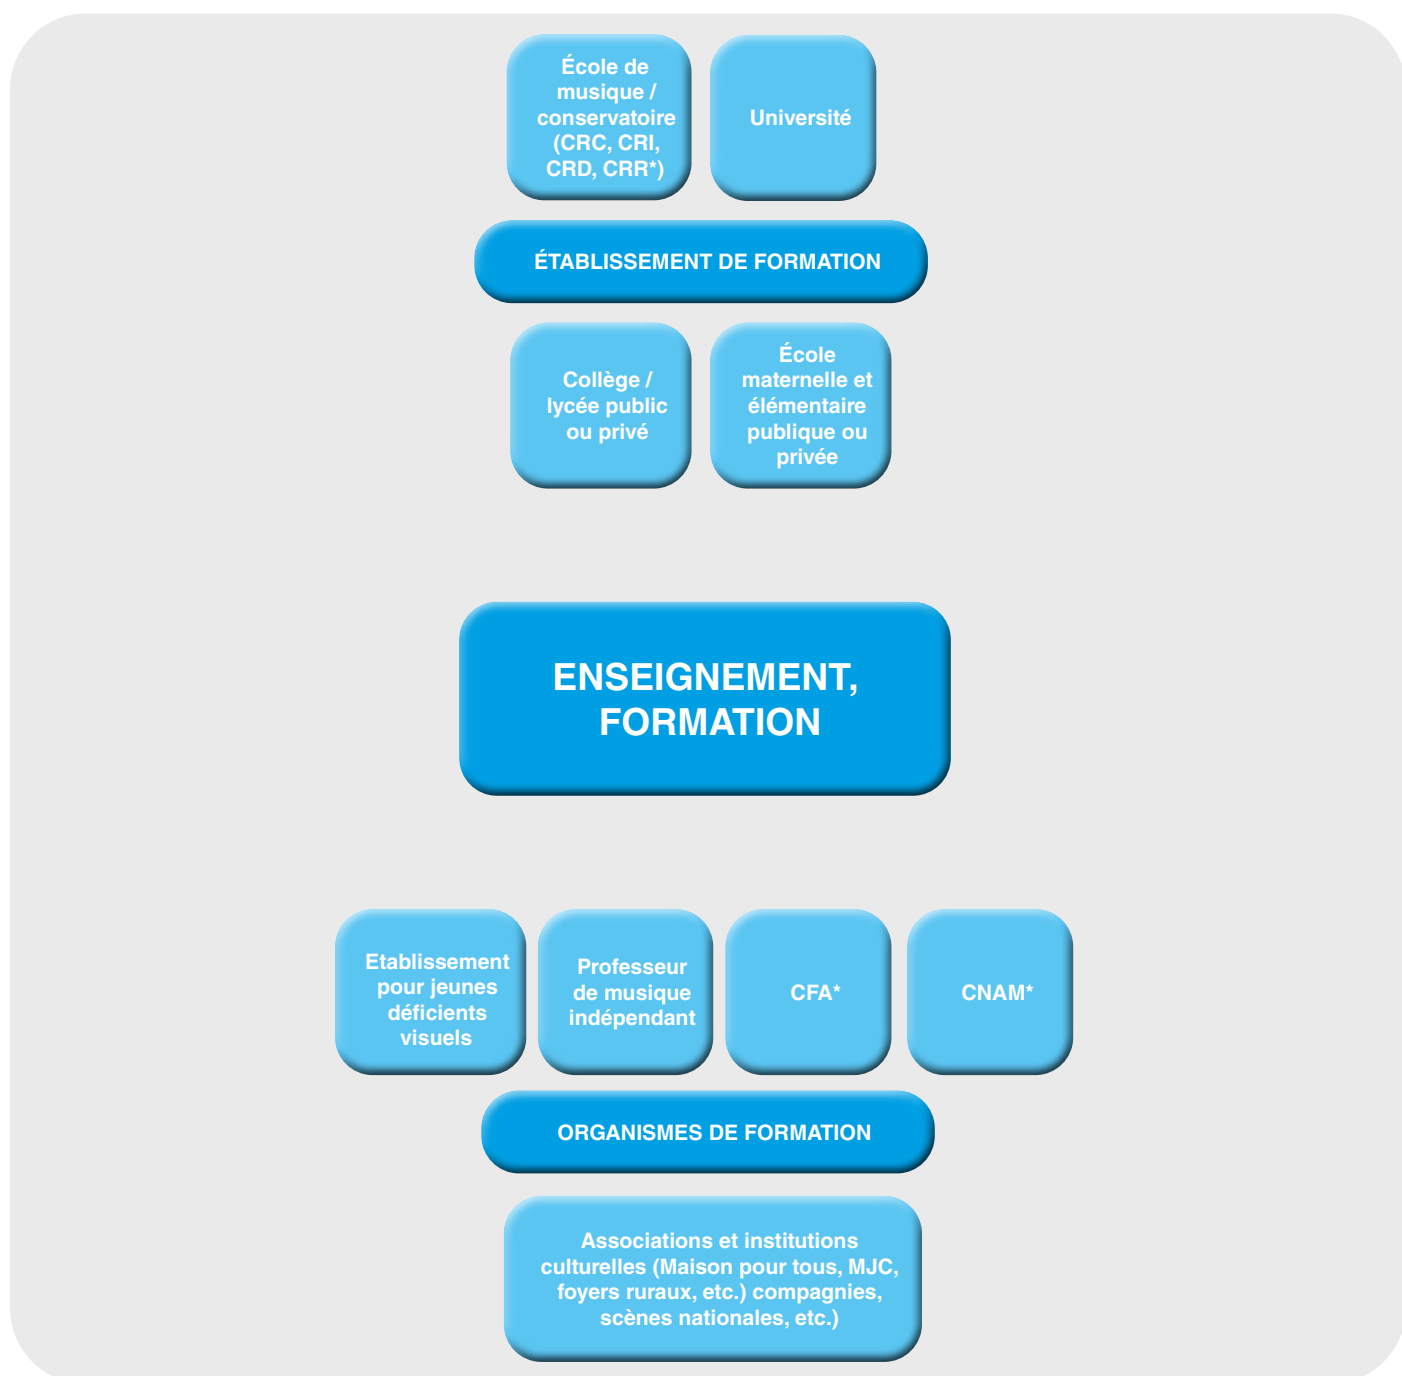 École de
musique /
conservatoire
(CRC, CRI,
CRD, CRR*)
Université
ÉTABLISSEMENT DE FORMATION
Collège /
lycée public
ou privé
École
maternelle et
élémentaire
publique ou
privée
ENSEIGNEMENT,
FORMATION
Etablissement
pour jeunes
déficients
visuels
Professeur
de musique
indépendant
CFA*
CNAM*
ORGANISMES DE FORMATION
Associations et institutions
culturelles (Maison pour tous, MJC,
foyers ruraux, etc.) compagnies,
scènes nationales, etc.)